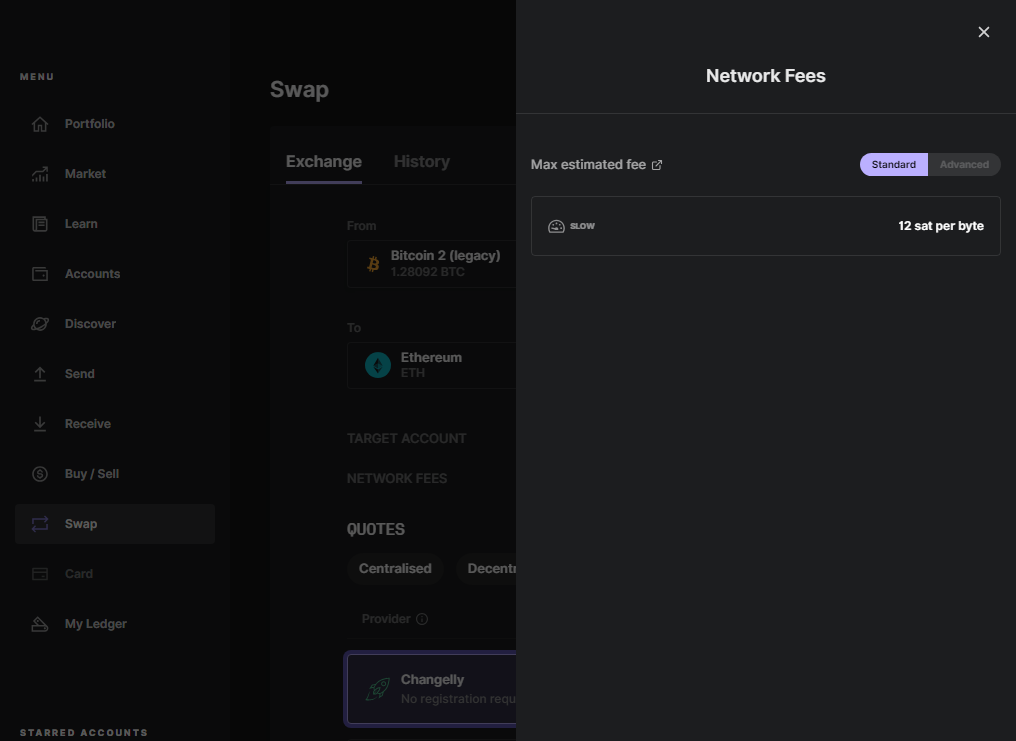 MENU
Portfolio
Market
Learn
Accounts
Discover
Send
Receive
Buy / Sell
Swap
Card
My Ledger
STARRED ACCOUNTS
Swap
Exchange
History
From
Bitcoin 2 (legacy)
1.28092 BTC
To
Ethereum
ETH
TARGET ACCOUNT
NETWORK FEES
QUOTES
Centralised
Decentr
Provider
Changelly
No registration requ
Network Fees
Max estimated fee
Standard
Advanced
SLOW
12 sat per byte